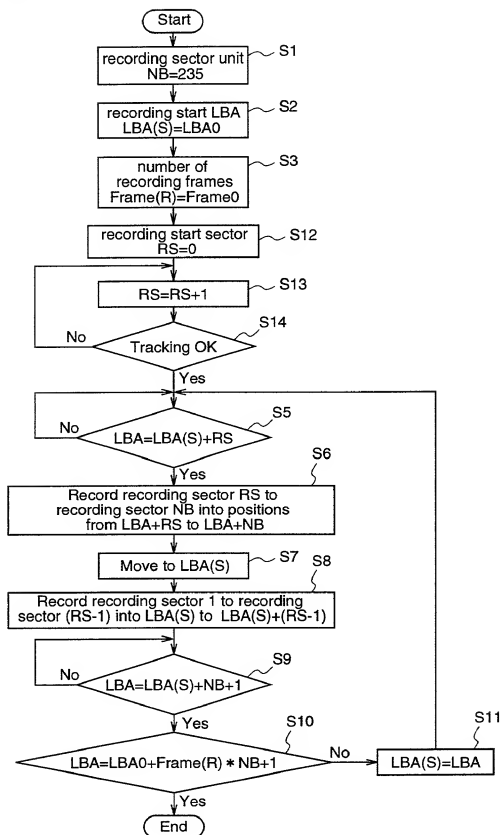 Start
recording sector unit
NB=235
S1
recording start LBA
LBA(S)=LBA0
S2
number of
recording frames
Frame(R)=Frame0
S3
recording start sector
RS=0
S12
RS=RS+1
S13
Tracking OK
S14
No
Yes
LBA=LBA(S)+RS
S5
No
Yes
Record recording sector RS to
recording sector NB into positions
from LBA+RS to LBA+NB
S6
Move to LBA(S)
S7
Record recording sector 1 to recording
sector (RS-1) into LBA(S) to LBA(S)+(RS-1)
S8
LBA=LBA(S)+NB+1
S9
No
Yes
LBA=LBA0+Frame(R)*NB+1
S10
No
LBA(S)=LBA
S11
Yes
End